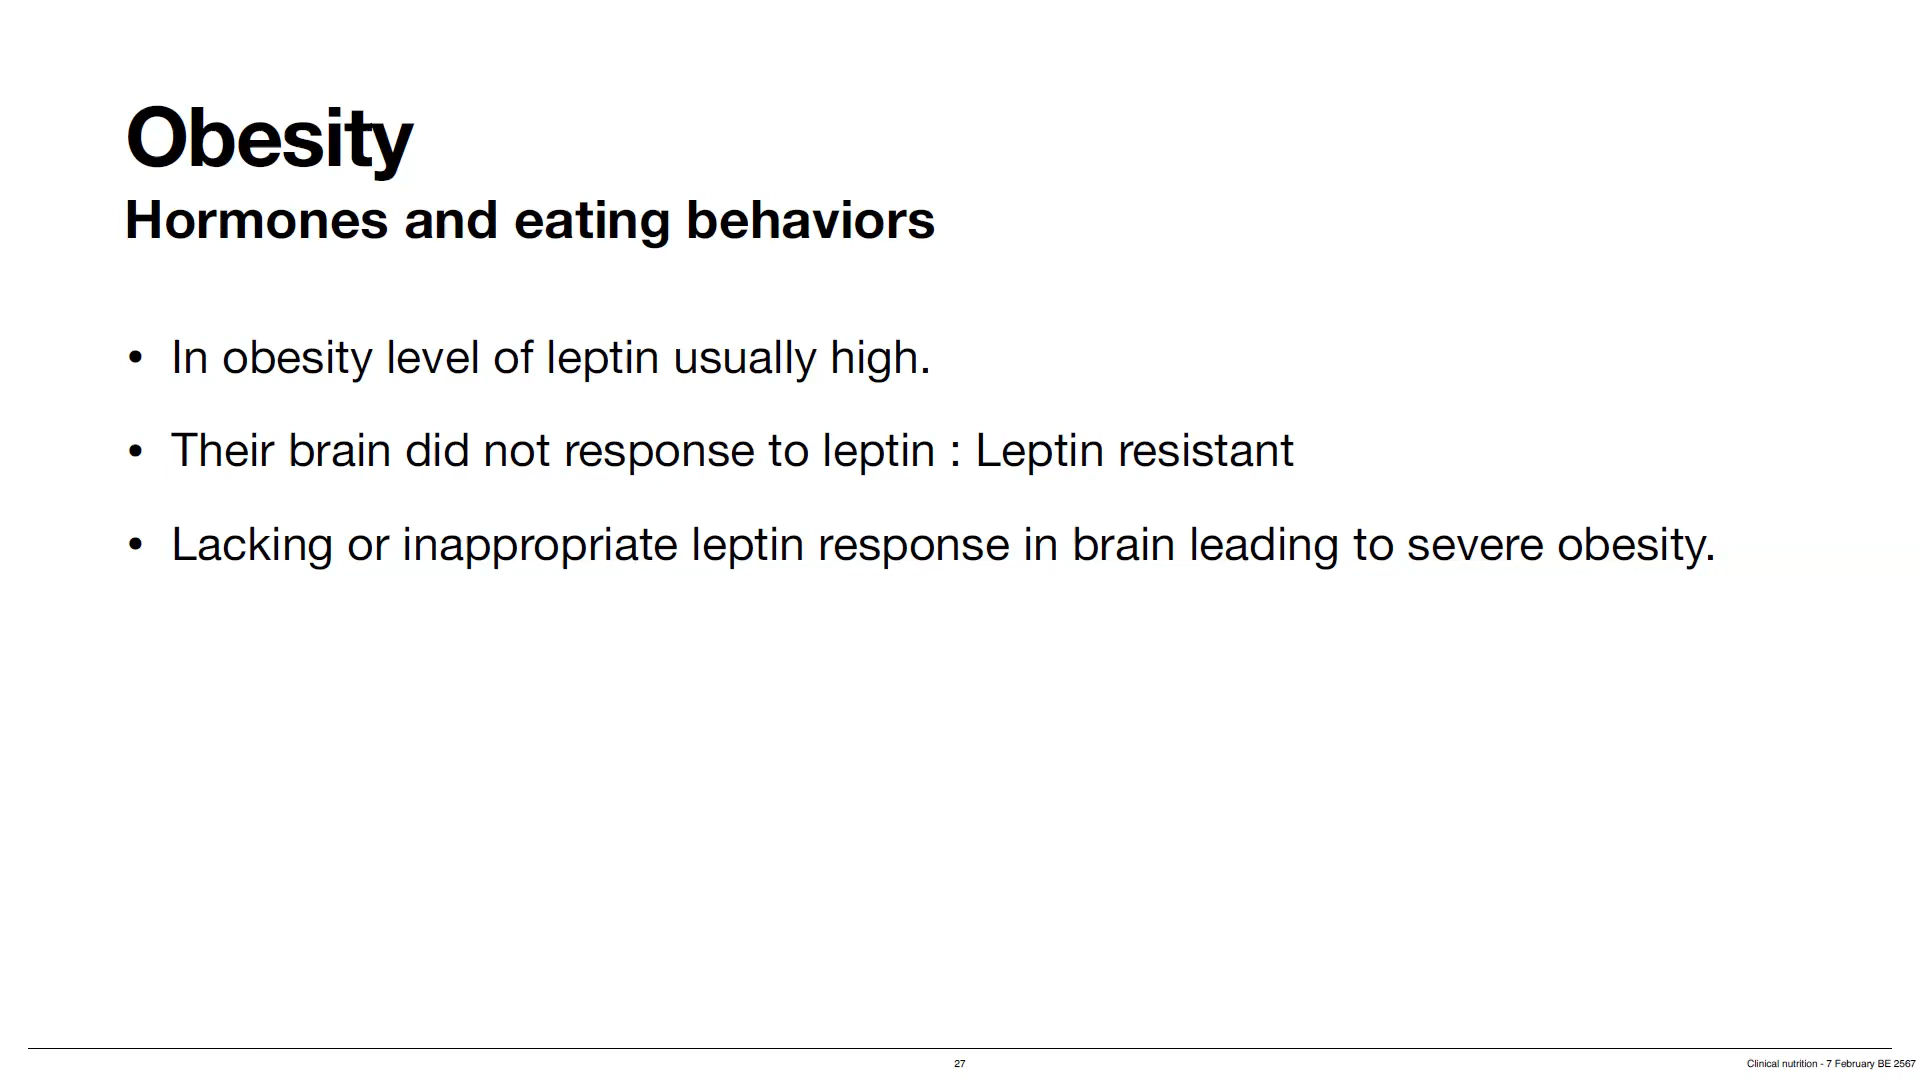 Obesity
Hormones and eating behaviors
• In obesity level of leptin usually high.
• Their brain did not response to leptin : Leptin resistant
• Lacking or inappropriate leptin response in brain leading to severe obesity.
27
Clinical nutrition - 7 February BE 2567